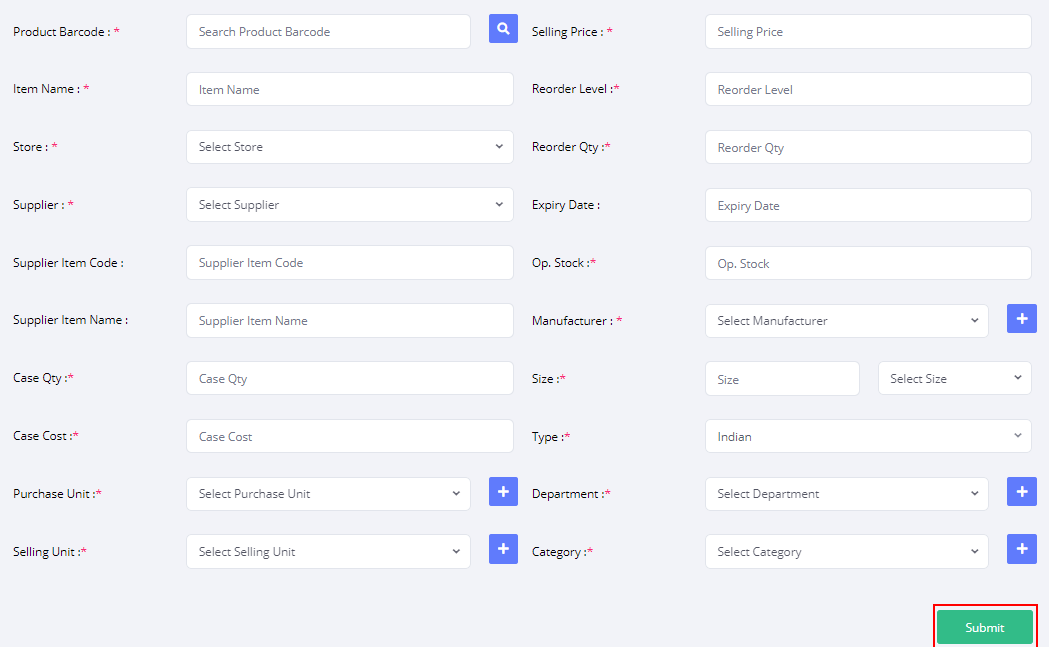 Product Barcode : * Search Product Barcode Selling Price : * Selling Price
Item Name : * Item Name Reorder Level :* Reorder Level
Store : * Select Store Reorder Qty :* Reorder Qty
Supplier : * Select Supplier Expiry Date : Expiry Date
Supplier Item Code : Supplier Item Code Op. Stock :* Op. Stock
Supplier Item Name : Supplier Item Name Manufacturer : * Select Manufacturer
Case Qty :* Case Qty Size :* Size Select Size
Case Cost :* Case Cost Type :* Indian
Purchase Unit :* Select Purchase Unit Department :* Select Department
Selling Unit :* Select Selling Unit Category :* Select Category
Submit